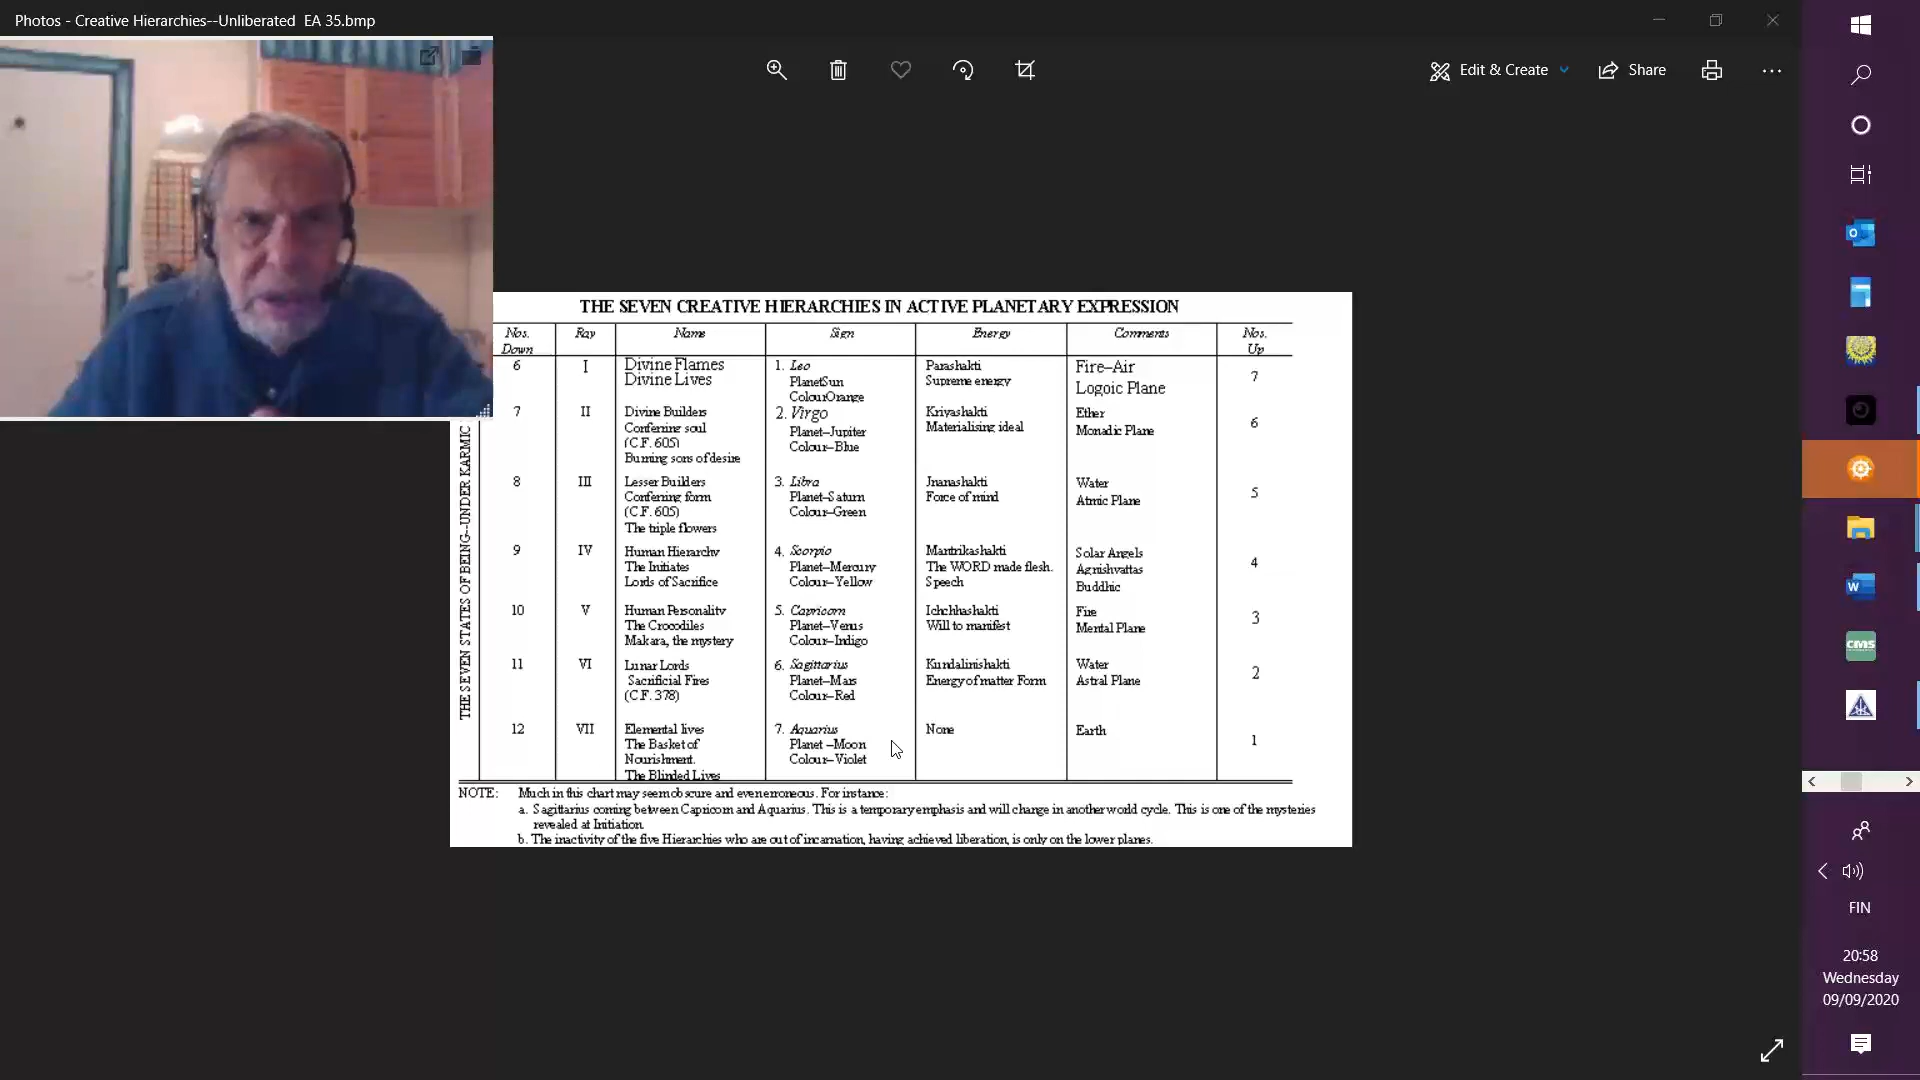 Photos - Creative Hierarchies--Unliberated EA 35.bmp
Edit & Create
Share
THE SEVEN CREATIVE HIERARCHIES IN ACTIVE PLANETARY EXPRESSION
Nos. Down Ray Name Sign Energy Comments Nos. Up
THE SEVEN STATES OF BEING--UNDER KARMIC
6 I Divine Flames 1. Leo Parashakti Fire–Air 7
Divine Lives PlanetSun Supreme energy Logoic Plane
ColourOrange
7 II Divine Builders 2. Virgo Kriyashakti Ether 6
Conferring soul Planet–Jupiter Materialising ideal Monadic Plane
(C.F. 605) Colour–Blue
Burning sons of desire
8 III Lesser Builders 3. Libra Jnanashakti Water 5
Conferring form Planet–Saturn Force of mind Atmic Plane
(C.F. 605) Colour–Green
The triple flowers
9 IV Human Hierarchy 4. Scorpio Mantrikashakti Solar Angels 4
The Initiates Planet–Mercury The WORD made flesh. Agnishvattas
Lords of Sacrifice Colour–Yellow Speech Buddhic
10 V Human Personality 5. Capricorn Ichchhashakti Fire 3
The Crocodiles Planet–Venus Will to manifest Mental Plane
Makara, the mystery Colour–Indigo
11 VI Lunar Lords 6. Sagittarius Kundalinishakti Water 2
Sacrificial Fires Planet–Mars Energy of matter Form Astral Plane
(C.F. 378) Colour–Red
12 VII Elemental lives 7. Aquarius None Earth 1
The Basket of Planet –Moon
Nourishment. Colour–Violet
The Blinded Lives
NOTE: Much in this chart may seem obscure and even erroneous. For instance:
a. Sagittarius coming between Capricorn and Aquarius. This is a temporary emphasis and will change in another world cycle. This is one of the mysteries
revealed at Initiation.
b. The inactivity of the five Hierarchies who are out of incarnation, having achieved liberation, is only on the lower planes.
CMS
FIN
20:58
Wednesday
09/09/2020